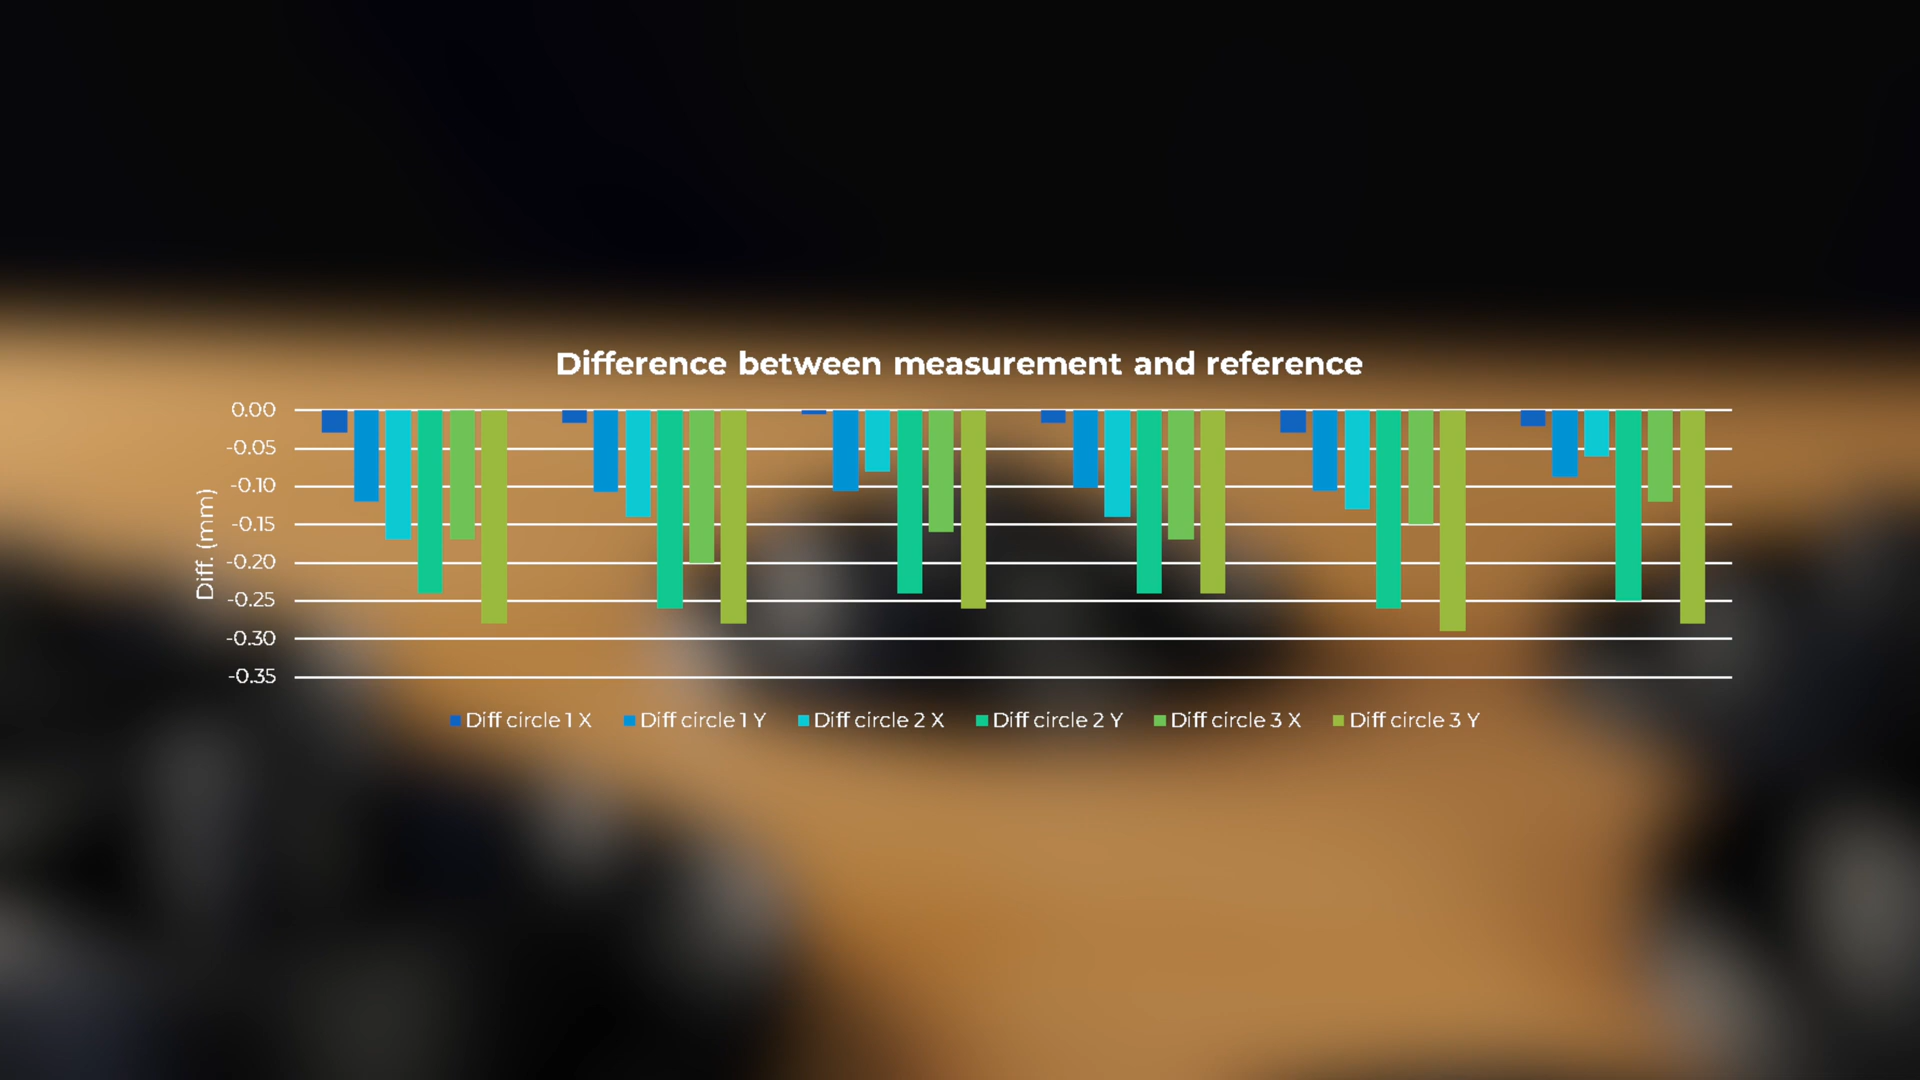 Difference between measurement and reference
0.00
-0.05
-0.10
-0.15
-0.20
-0.25
-0.30
-0.35
Diff. (mm)
Diff circle 1 X Diff circle 1 Y Diff circle 2 X Diff circle 2 Y Diff circle 3 X Diff circle 3 Y